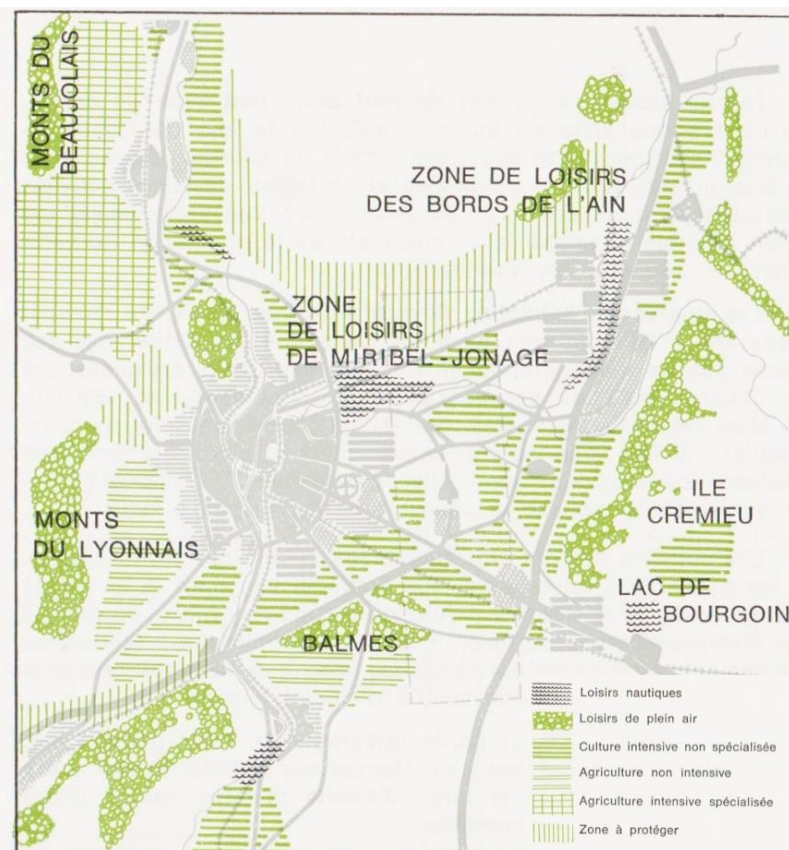 MONTS DU
BEAUJOLAIS
ZONE DE LOISIRS
DES BORDS DE L'AIN
ZONE
DE LOISIRS
DE MIRIBEL-JONAGE
MONTS
DU LYONNAIS
ILE
CREMIEU
LAC DE
BOURGOIN
BALMES
Loisirs nautiques
Loisirs de plein air
Culture intensive non spécialisée
Agriculture non intensive
Agriculture intensive spécialisée
Zone à protéger